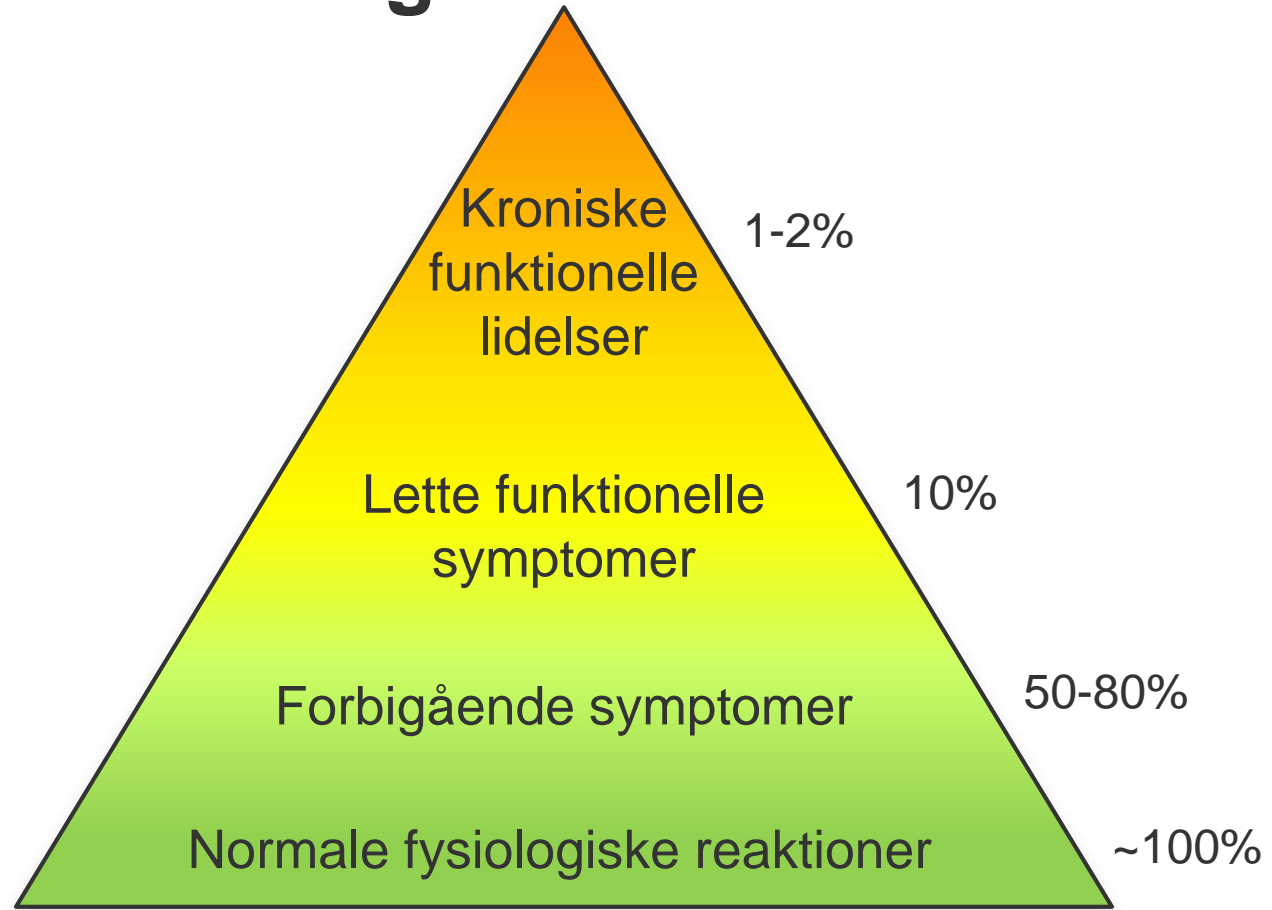 Kroniske
funktionelle
lidelser
1-2%
Lette funktionelle
symptomer
10%
Forbigående symptomer
50-80%
Normale fysiologiske reaktioner
~100%